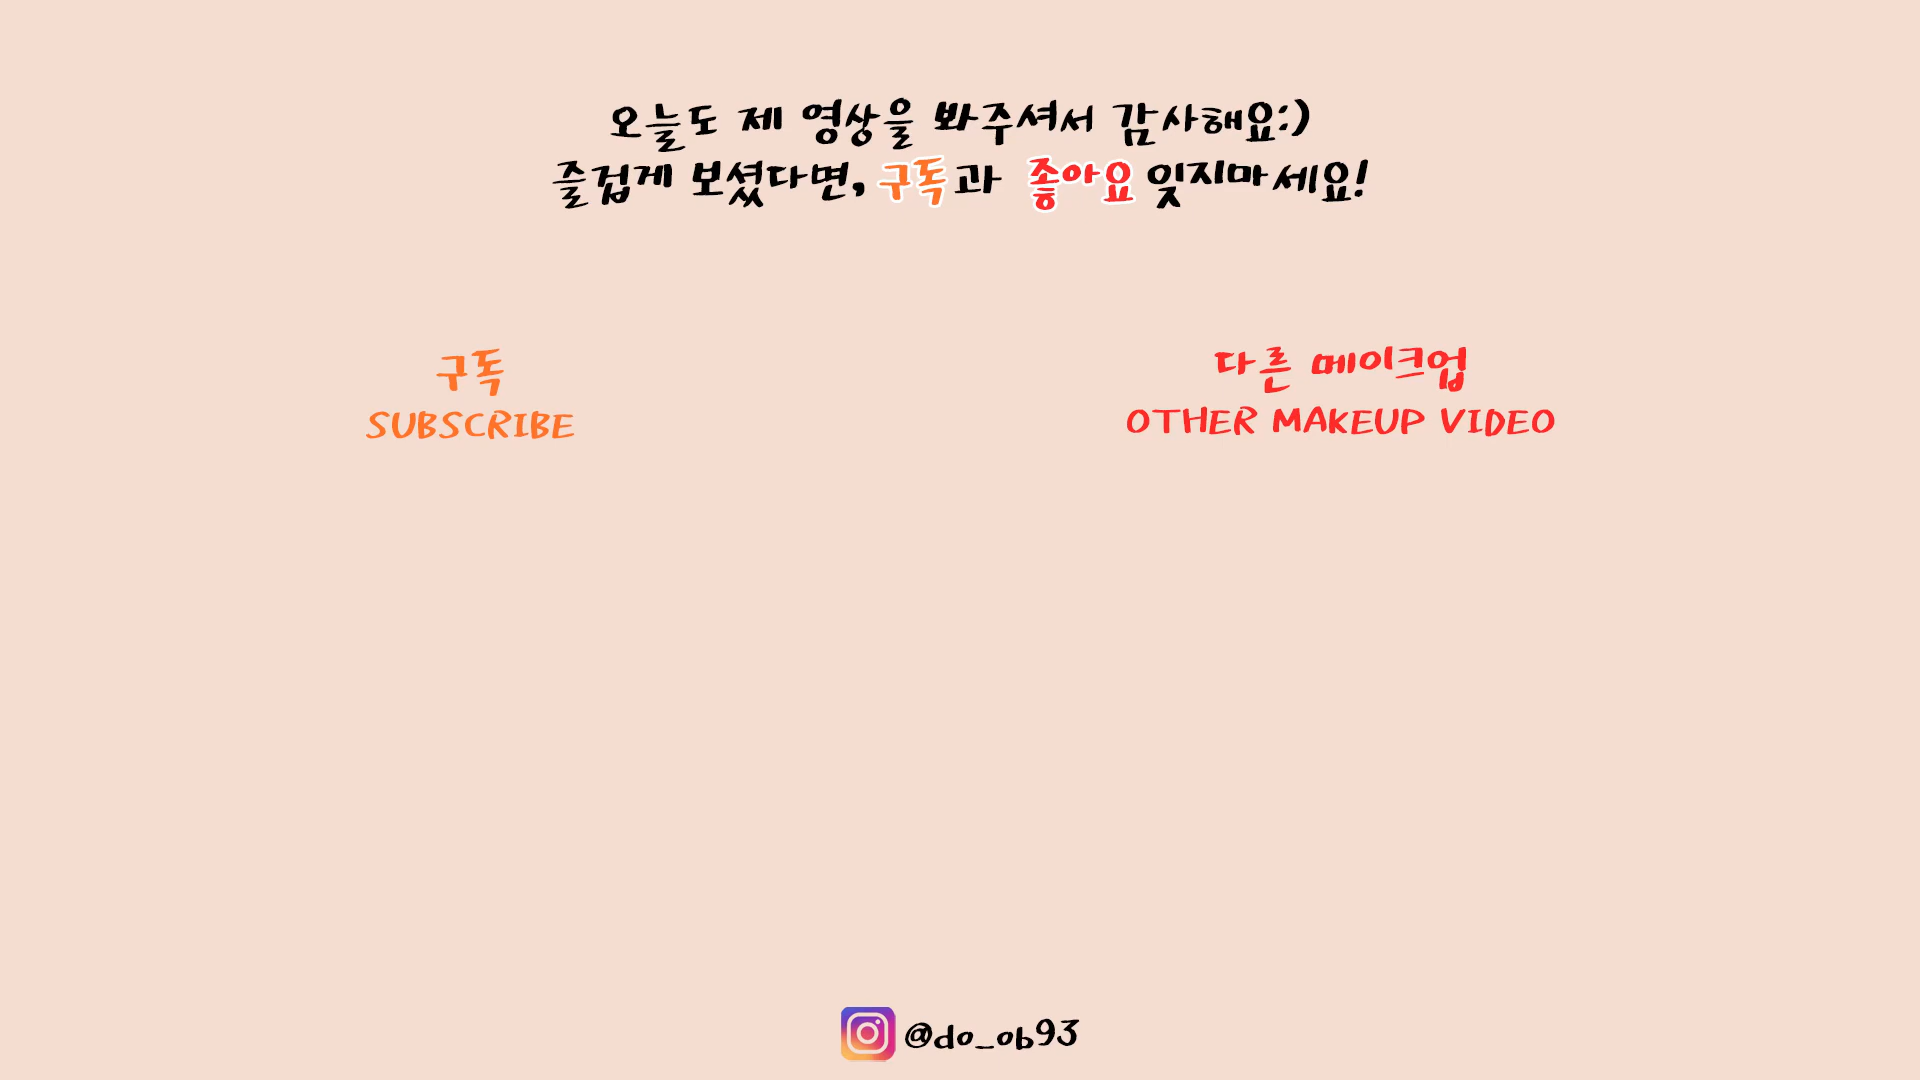 오늘도 제 영상을 봐주셔서 감사해요:)
즐겁게 보셨다면, 구독과 좋아요 잊지마세요!
구독
SUBSCRIBE
다른 메이크업
OTHER MAKEUP VIDEO
@do_ob93